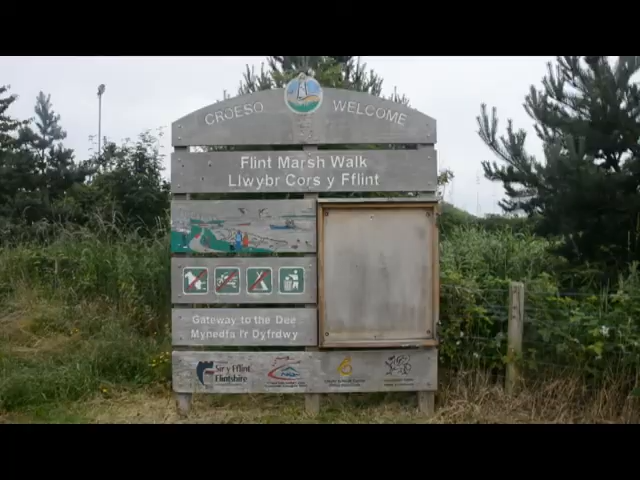 CROESO WELCOME
Flint Marsh Walk
Llwybr Cors y Fflint
Gateway to the Dee
Mynedfa I'r Dyfrdwy
Sir y Fflint
Flintshire